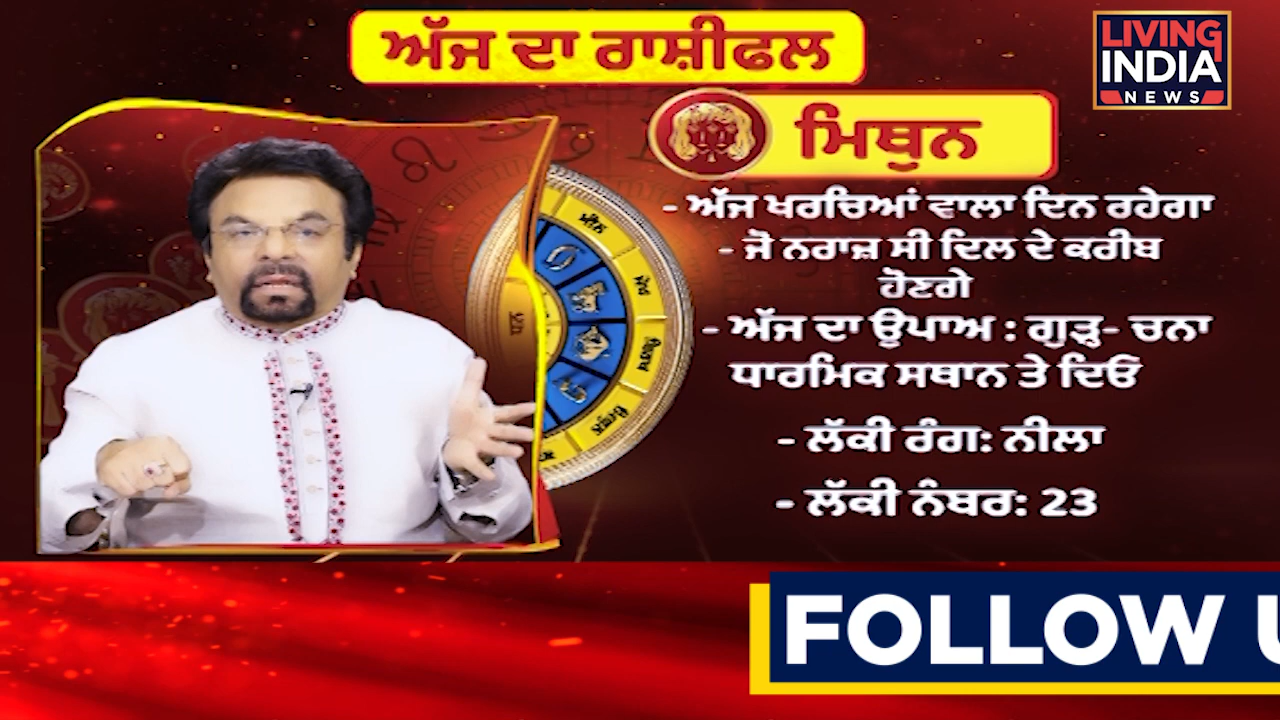 ਅੱਜ ਦਾ ਰਾਸ਼ੀਫਲ
LIVING
INDIA
NEWS
ਮਿਥੁਨ
- ਅੱਜ ਖਰਚਿਆਂ ਵਾਲਾ ਦਿਨ ਰਹੇਗਾ
- ਜੋ ਨਰਾਜ਼ ਸੀ ਦਿਲ ਦੇ ਕਰੀਬ
ਹੋਣਗੇ
- ਅੱਜ ਦਾ ਉਪਾਅ : ਗੁੜ੍ਹ- ਚਨਾ
ਧਾਰਮਿਕ ਸਥਾਨ ਤੇ ਦਿਓ
- ਲੱਕੀ ਰੰਗ: ਨੀਲਾ
- ਲੱਕੀ ਨੰਬਰ: 23
ਮੀਨ
ਮੇਖ
ਮਿਥੁਨ
FOLLOW U